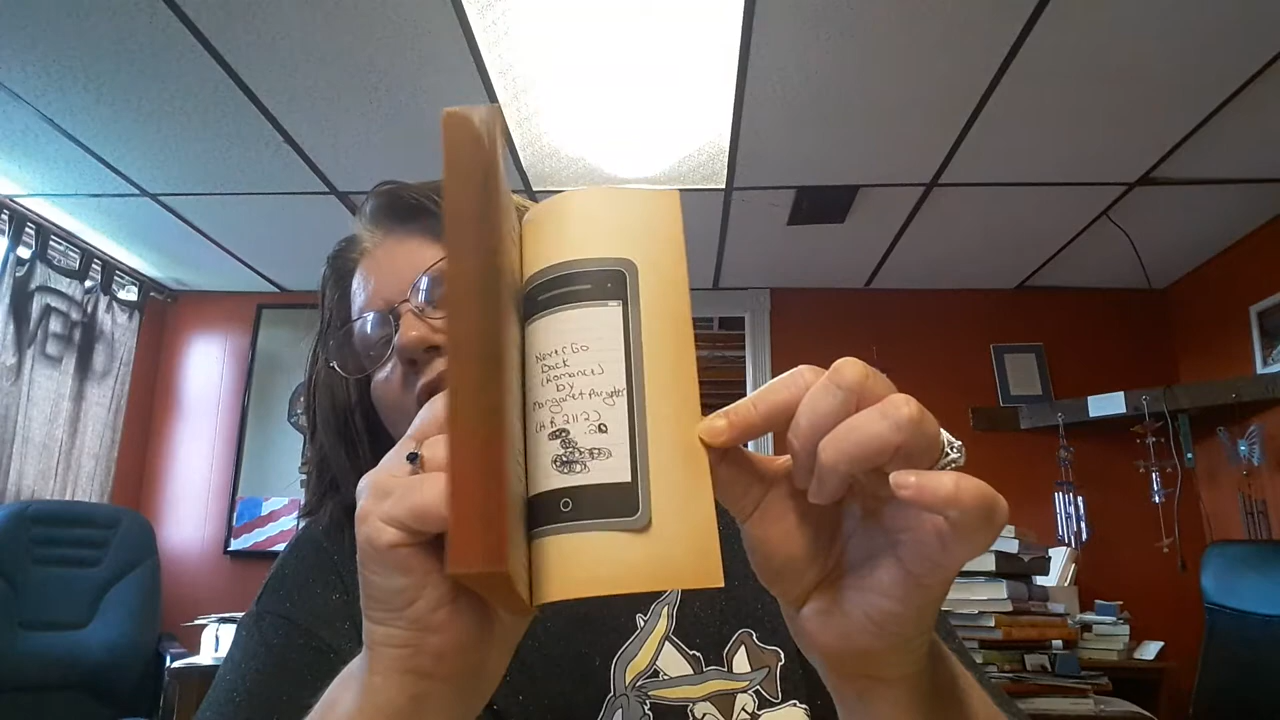 Never Go
Back
(Romance)
by
Margaret Pargeter
(H.R. 2112)